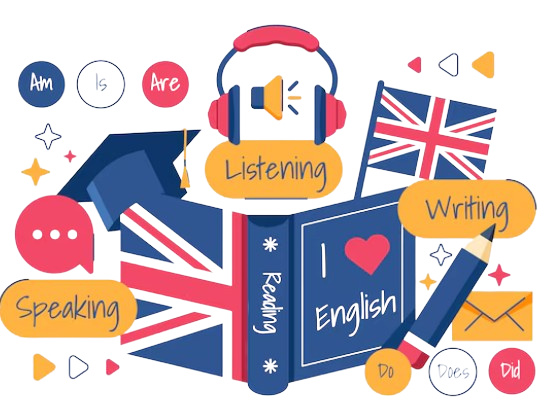 Am
Is
Are
Listening
Writing
I
English
Reading
Speaking
Do
Does
Did